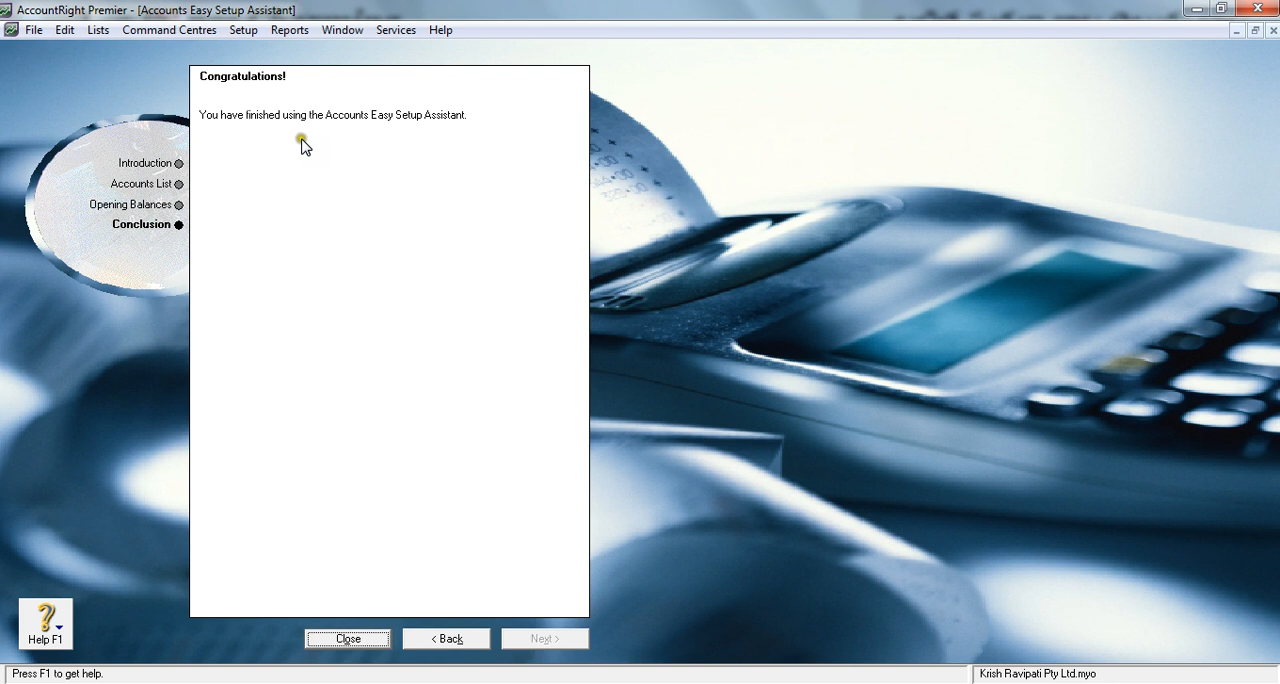 AccountRight Premier - [Accounts Easy Setup Assistant]
File Edit Lists Command Centres Setup Reports Window Services Help
Congratulations!
You have finished using the Accounts Easy Setup Assistant.
Introduction
Accounts List
Opening Balances
Conclusion
Help F1
Close < Back Next >
Press F1 to get help. Krish Ravipati Pty Ltd.myo